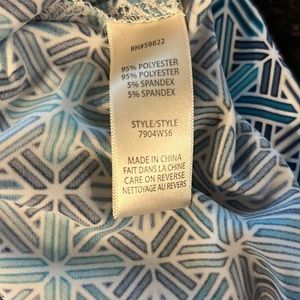 RN#58822
95% POLYESTER
95% POLYESTER
5% SPANDEX
5% SPANDEX
STYLE/STYLE
7904W56
MADE IN CHINA
FAIT DANS LA CHINE
CARE ON REVERSE
NETTOYAGE AU REVERS